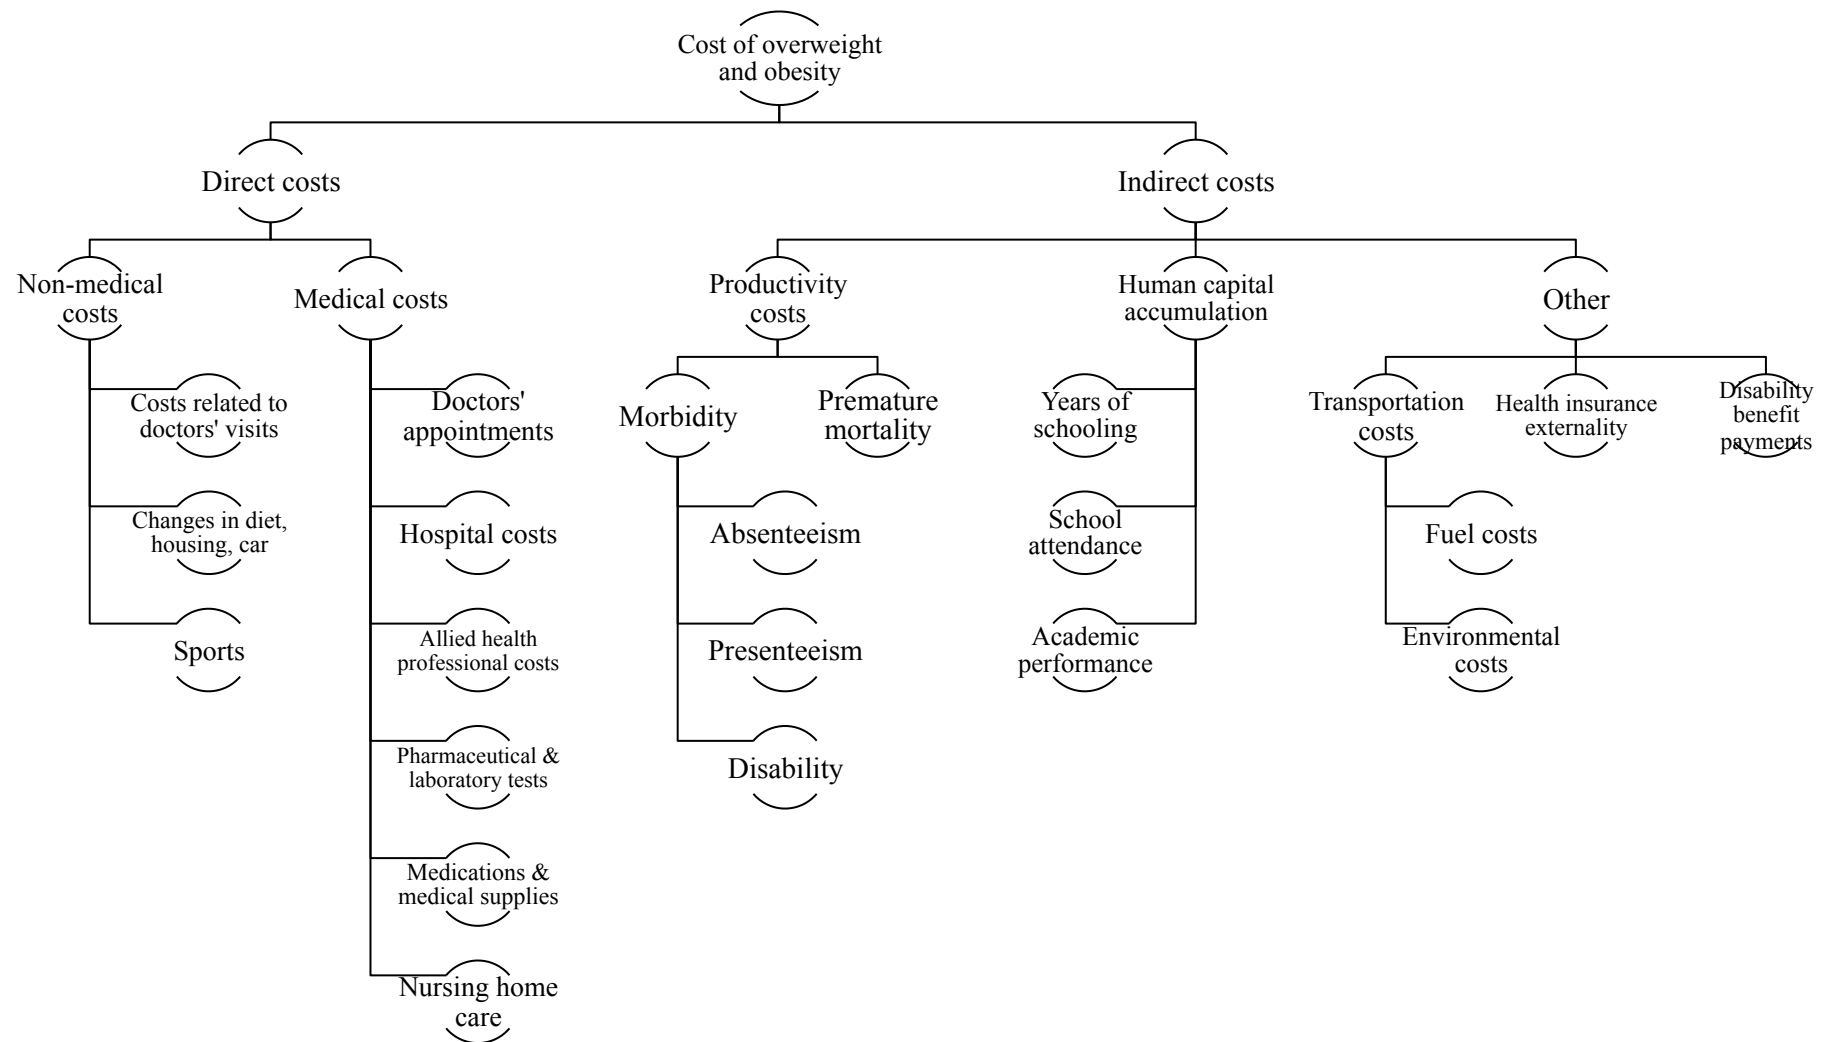 Cost of overweight
and obesity
Direct costs
Indirect costs
Non-medical
costs
Medical costs
Productivity
costs
Human capital
accumulation
Other
Costs related to
doctors' visits
Doctors'
appointments
Morbidity
Premature
mortality
Years of
schooling
Transportation
costs
Health insurance
externality
Disability
benefit
payments
Changes in diet,
housing, car
Hospital costs
Absenteeism
School
attendance
Fuel costs
Sports
Allied health
professional costs
Presenteeism
Academic
performance
Environmental
costs
Pharmaceutical &
laboratory tests
Disability
Medications &
medical supplies
Nursing home
care